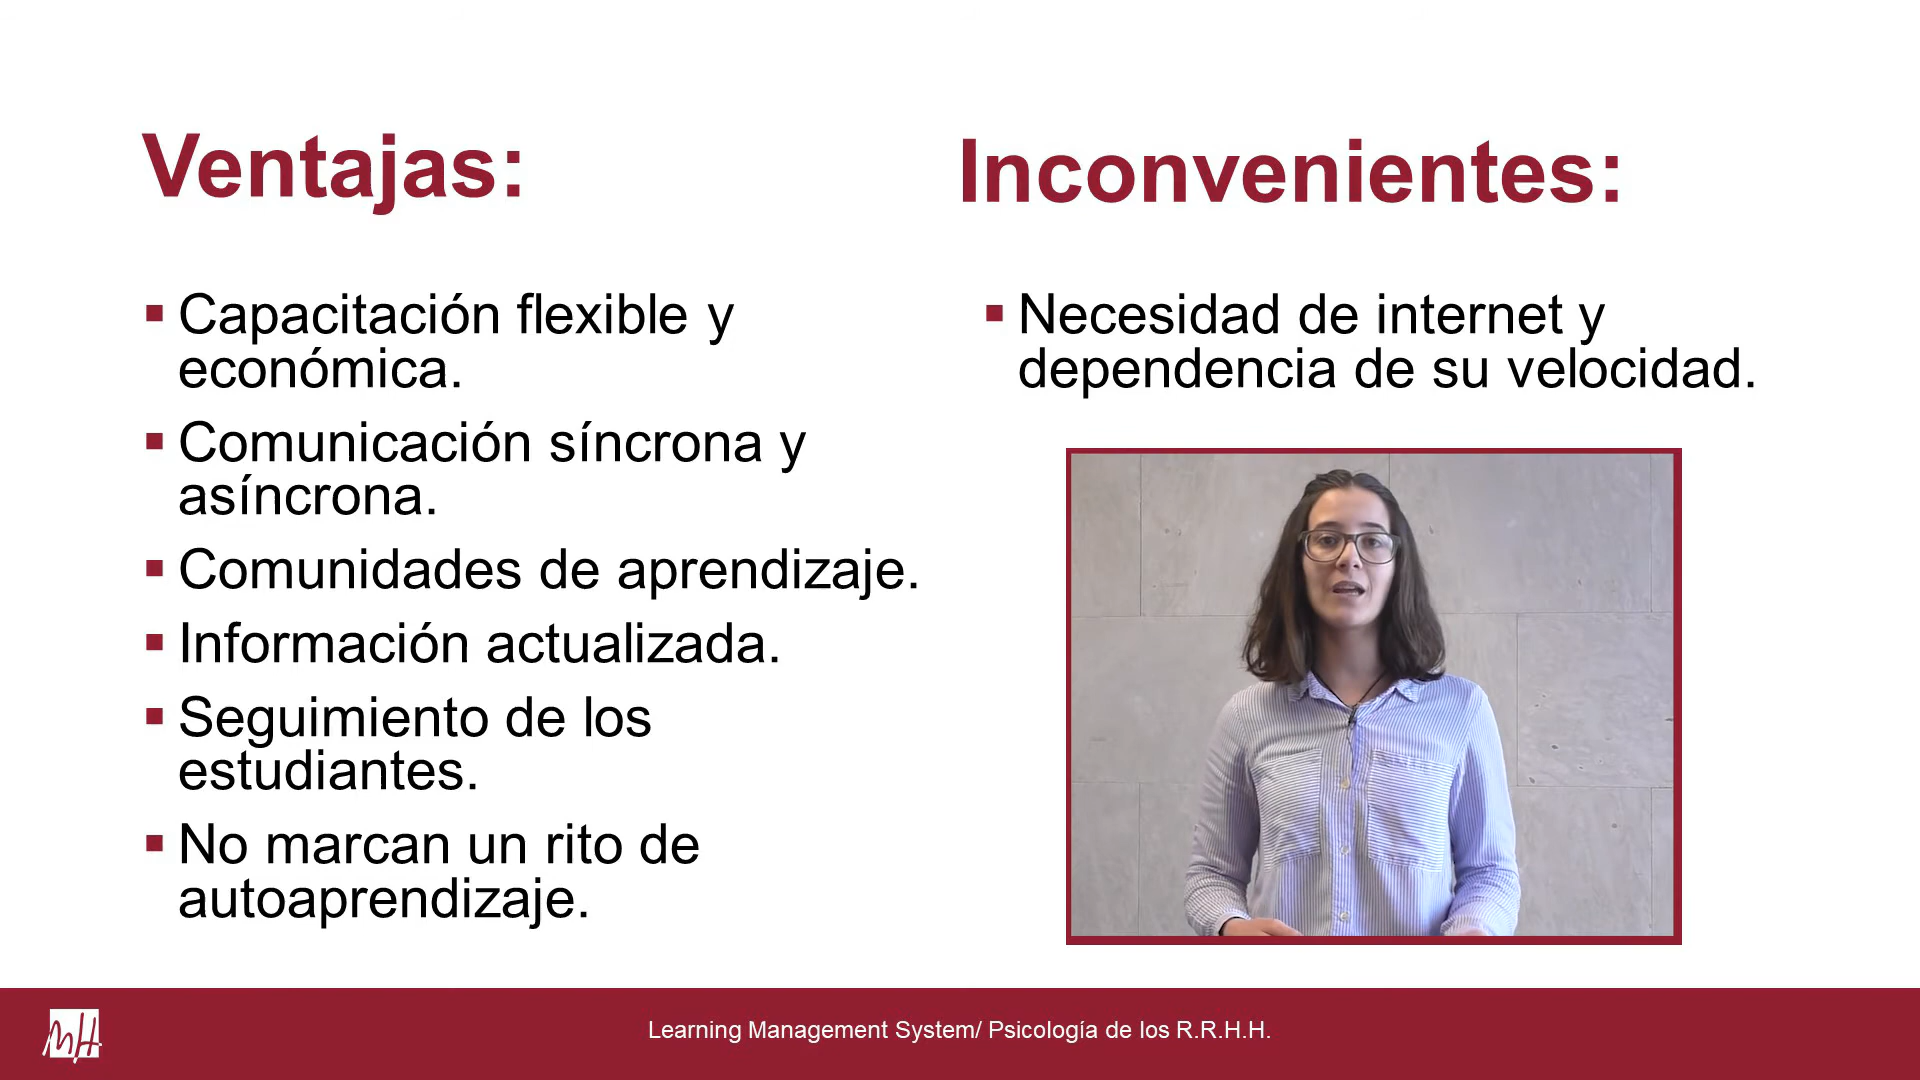 Ventajas:
Capacitación flexible y
económica.
Comunicación síncrona y
asíncrona.
Comunidades de aprendizaje.
Información actualizada.
Seguimiento de los
estudiantes.
No marcan un rito de
autoaprendizaje.
Inconvenientes:
Necesidad de internet y
dependencia de su velocidad.
MH
Learning Management System/ Psicología de los R.R.H.H.